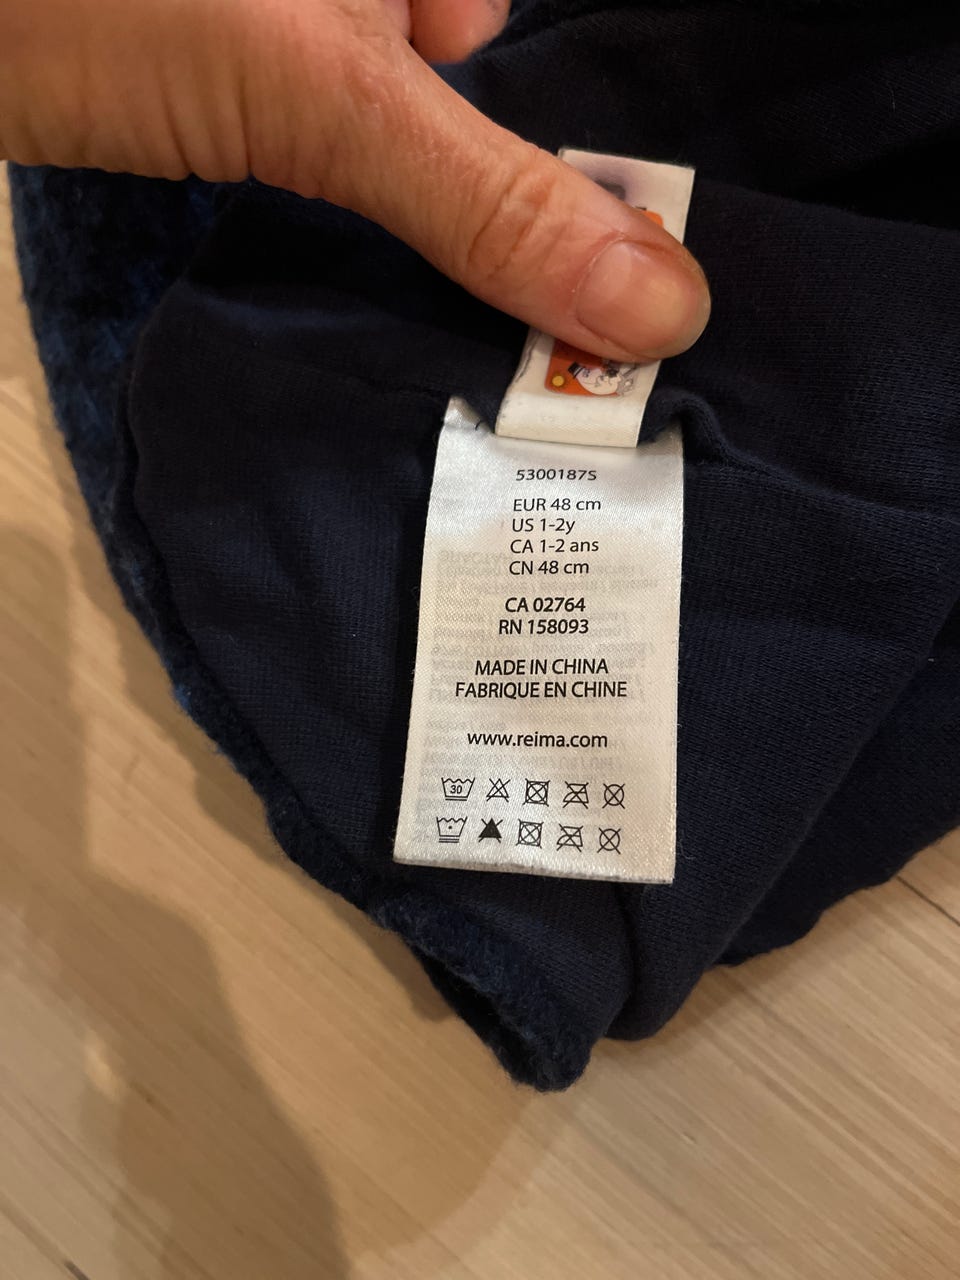 5300187S
EUR 48 cm
US 1-2y
CA 1-2 ans
CN 48 cm
CA 02764
RN 158093
MADE IN CHINA
FABRIQUE EN CHINE
www.reima.com
30